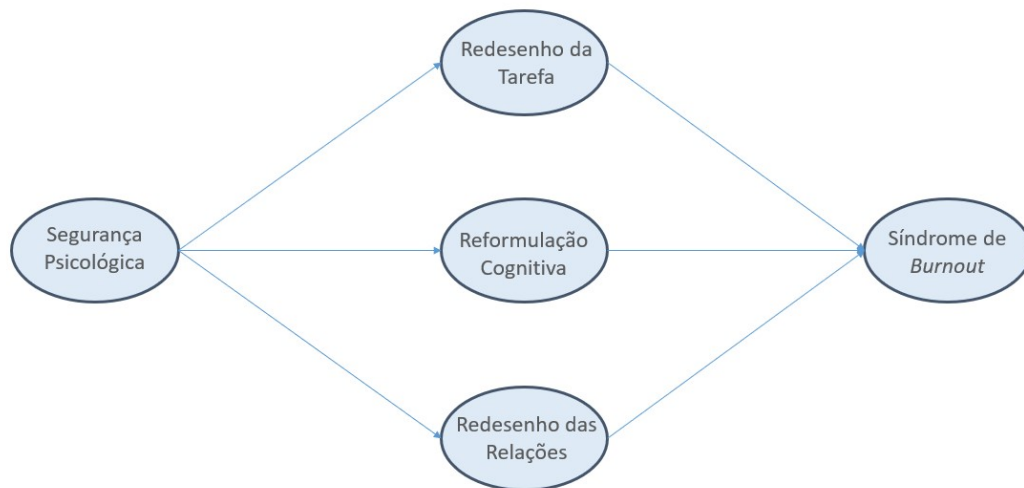 Redesenho da
Tarefa
Segurança
Psicológica
Reformulação
Cognitiva
Síndrome de
Burnout
Redesenho das
Relações